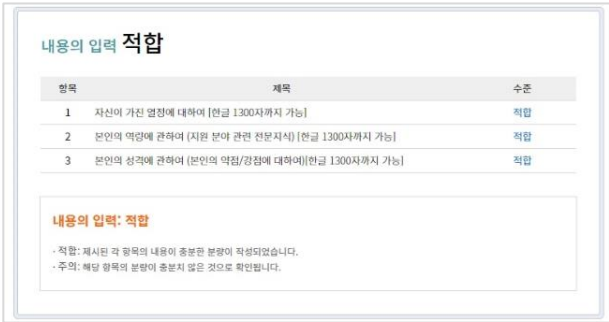 내용의 입력 적합
항목 제목 수준
1 자신이 가진 열정에 대하여 [한글 1300자까지 가능] 적합
2 본인의 역량에 관하여 (지원 분야 관련 전문지식) [한글 1300자까지 가능] 적합
3 본인의 성격에 관하여 (본인의 약점/강점에 대하여)[한글 1300자까지 가능] 적합
내용의 입력: 적합
· 적합: 제시된 각 항목의 내용이 충분한 분량이 작성되었습니다.
· 주의: 해당 항목의 분량이 충분치 않은 것으로 확인됩니다.